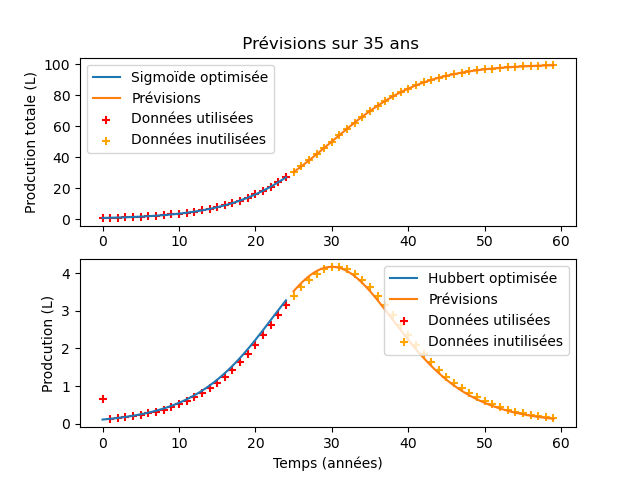 Prévisions sur 35 ans
Prodcution totale (L)
100
80
60
40
20
0
Sigmoïde optimisée
Prévisions
Données utilisées
Données inutilisées
0 10 20 30 40 50 60
Prodcution (L)
4
3
2
1
0
Hubbert optimisée
Prévisions
Données utilisées
Données inutilisées
0 10 20 30 40 50 60
Temps (années)